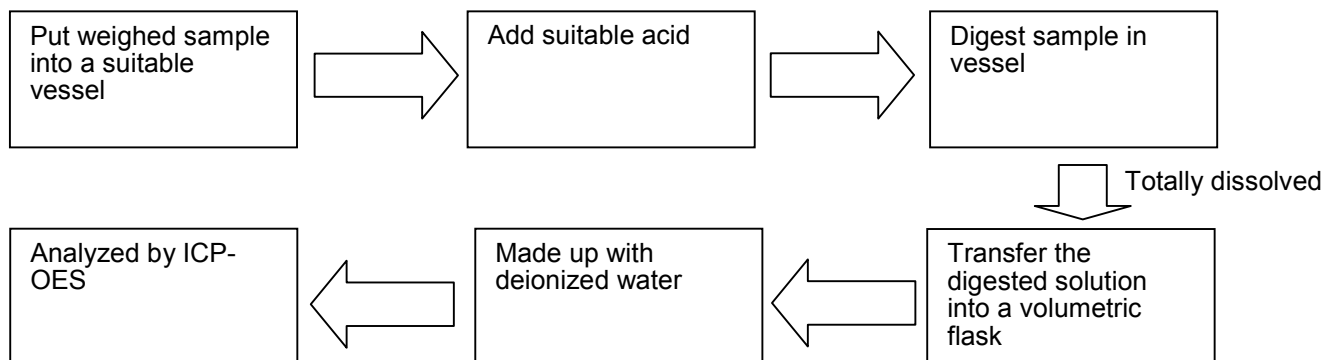 Put weighed sample
into a suitable
vessel
Add suitable acid
Digest sample in
vessel
Totally dissolved
Transfer the
digested solution
into a volumetric
flask
Made up with
deionized water
Analyzed by ICP-
OES